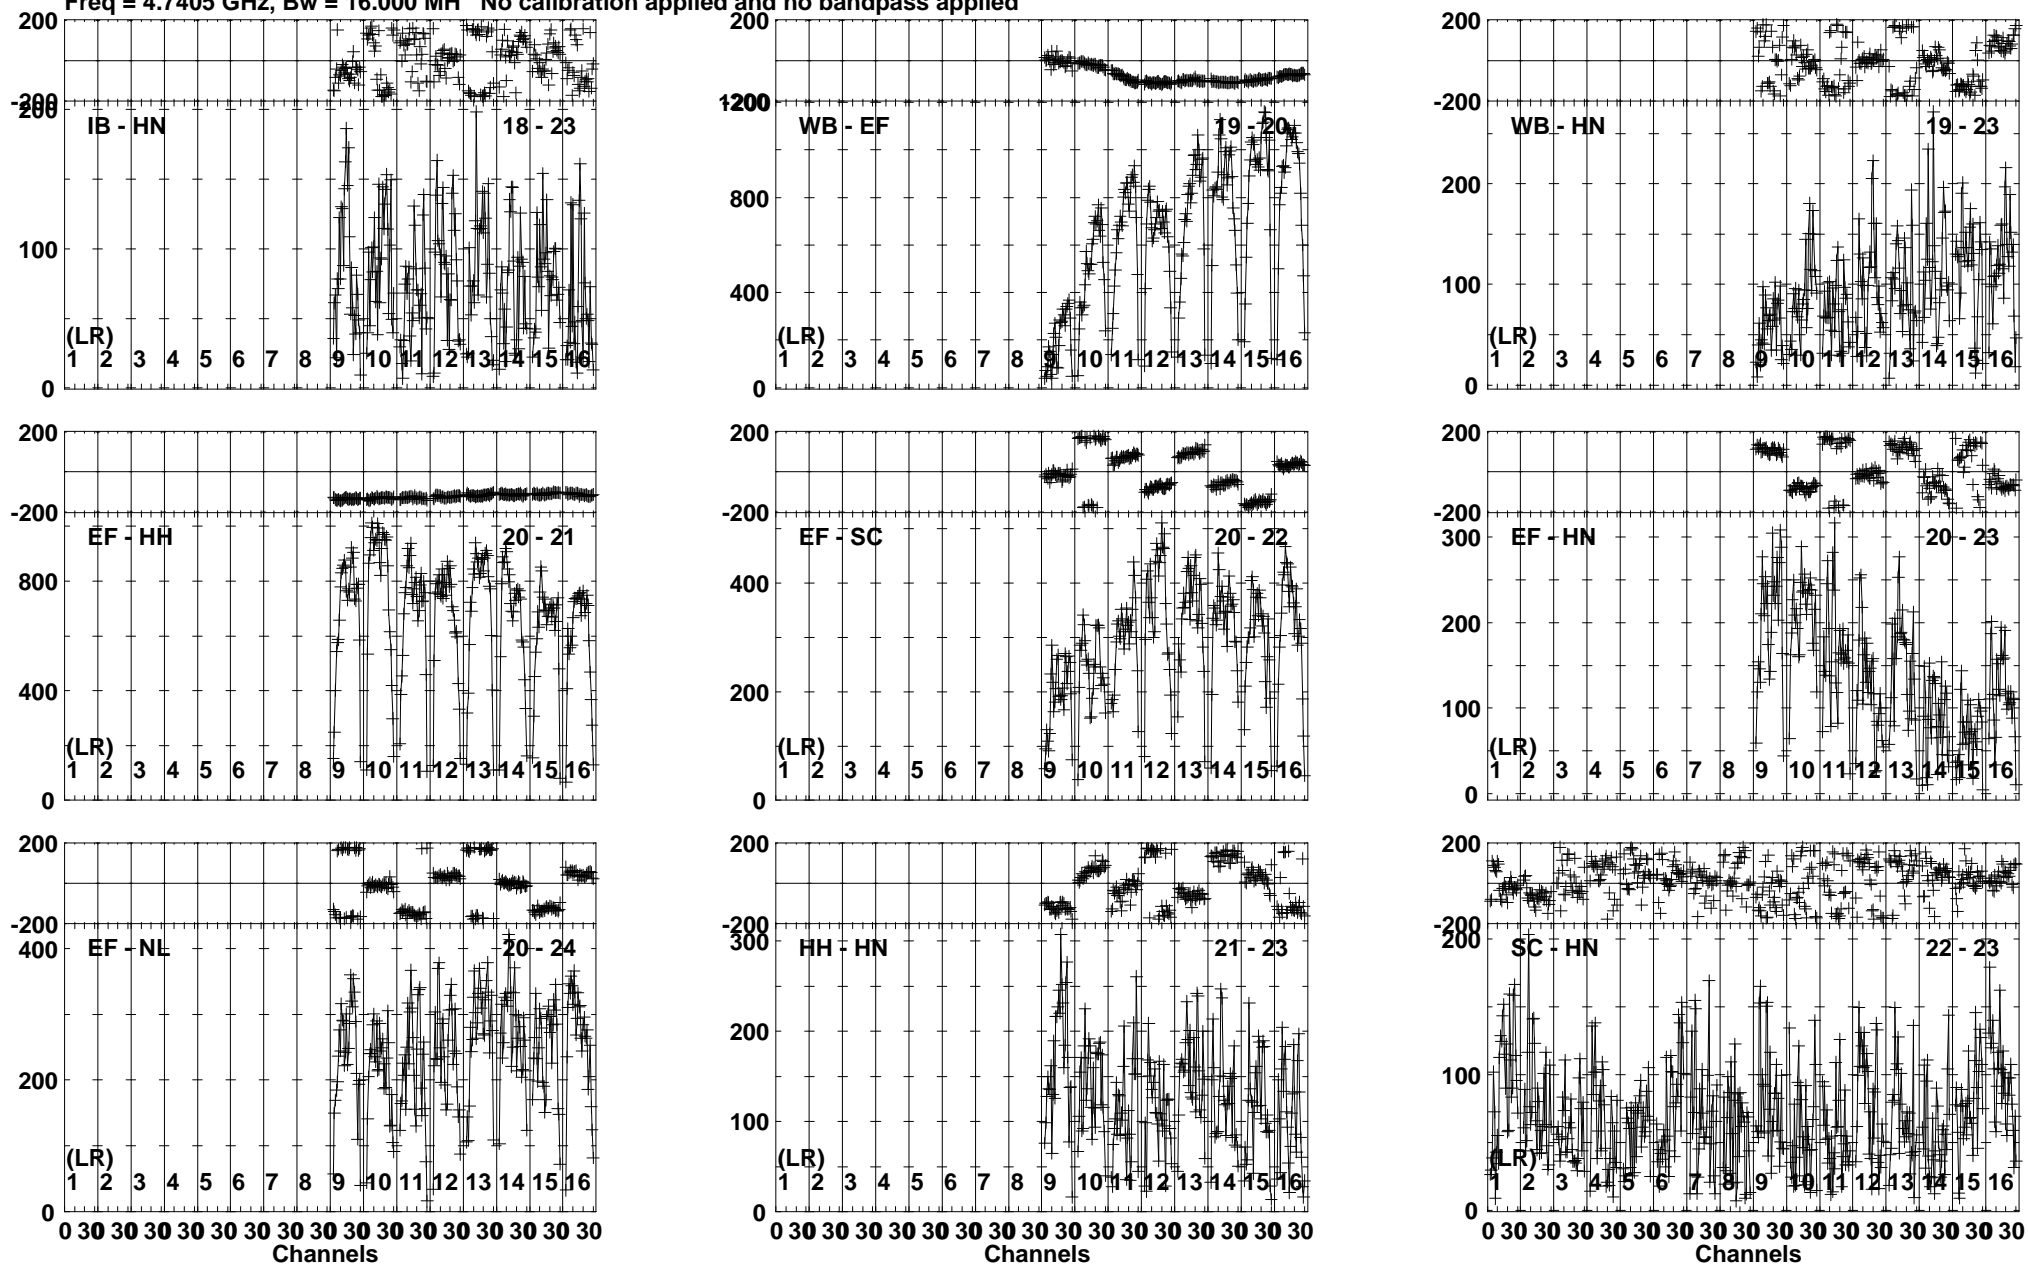 Freq = 4.7405 GHz, Bw = 16.000 MH No calibration applied and no bandpass applied
200
-200
200
IB - HN 18 - 23
100
(LR)
1 2 3 4 5 6 7 8 9 10 11 12 13 14 15 16
0
200
-200
1200
WB - EF 19 - 20
800
400
(LR)
1 2 3 4 5 6 7 8 9 10 11 12 13 14 15 16
0
200
-200
WB - HN 19 - 23
200
100
(LR)
1 2 3 4 5 6 7 8 9 10 11 12 13 14 15 16
0
200
-200
EF - HH 20 - 21
800
400
(LR)
1 2 3 4 5 6 7 8 9 10 11 12 13 14 15 16
0
200
-200
EF - SC 20 - 22
400
200
(LR)
1 2 3 4 5 6 7 8 9 10 11 12 13 14 15 16
0
200
-200
300
EF - HN 20 - 23
200
100
(LR)
1 2 3 4 5 6 7 8 9 10 11 12 13 14 15 16
0
200
-200
400
EF - NL 20 - 24
200
(LR)
1 2 3 4 5 6 7 8 9 10 11 12 13 14 15 16
0
0 30 0 30 0 30 0 30 0 30 0 30 0 30 0 30 0 30 0 30 0 30 0 30 0 30 0 30 0 30 0 30
Channels
200
-200
300
HH - HN 21 - 23
200
100
(LR)
1 2 3 4 5 6 7 8 9 10 11 12 13 14 15 16
0
0 30 0 30 0 30 0 30 0 30 0 30 0 30 0 30 0 30 0 30 0 30 0 30 0 30 0 30 0 30 0 30
Channels
200
-200
200
SC - HN 22 - 23
100
(LR)
1 2 3 4 5 6 7 8 9 10 11 12 13 14 15 16
0
0 30 0 30 0 30 0 30 0 30 0 30 0 30 0 30 0 30 0 30 0 30 0 30 0 30 0 30 0 30 0 30
Channels